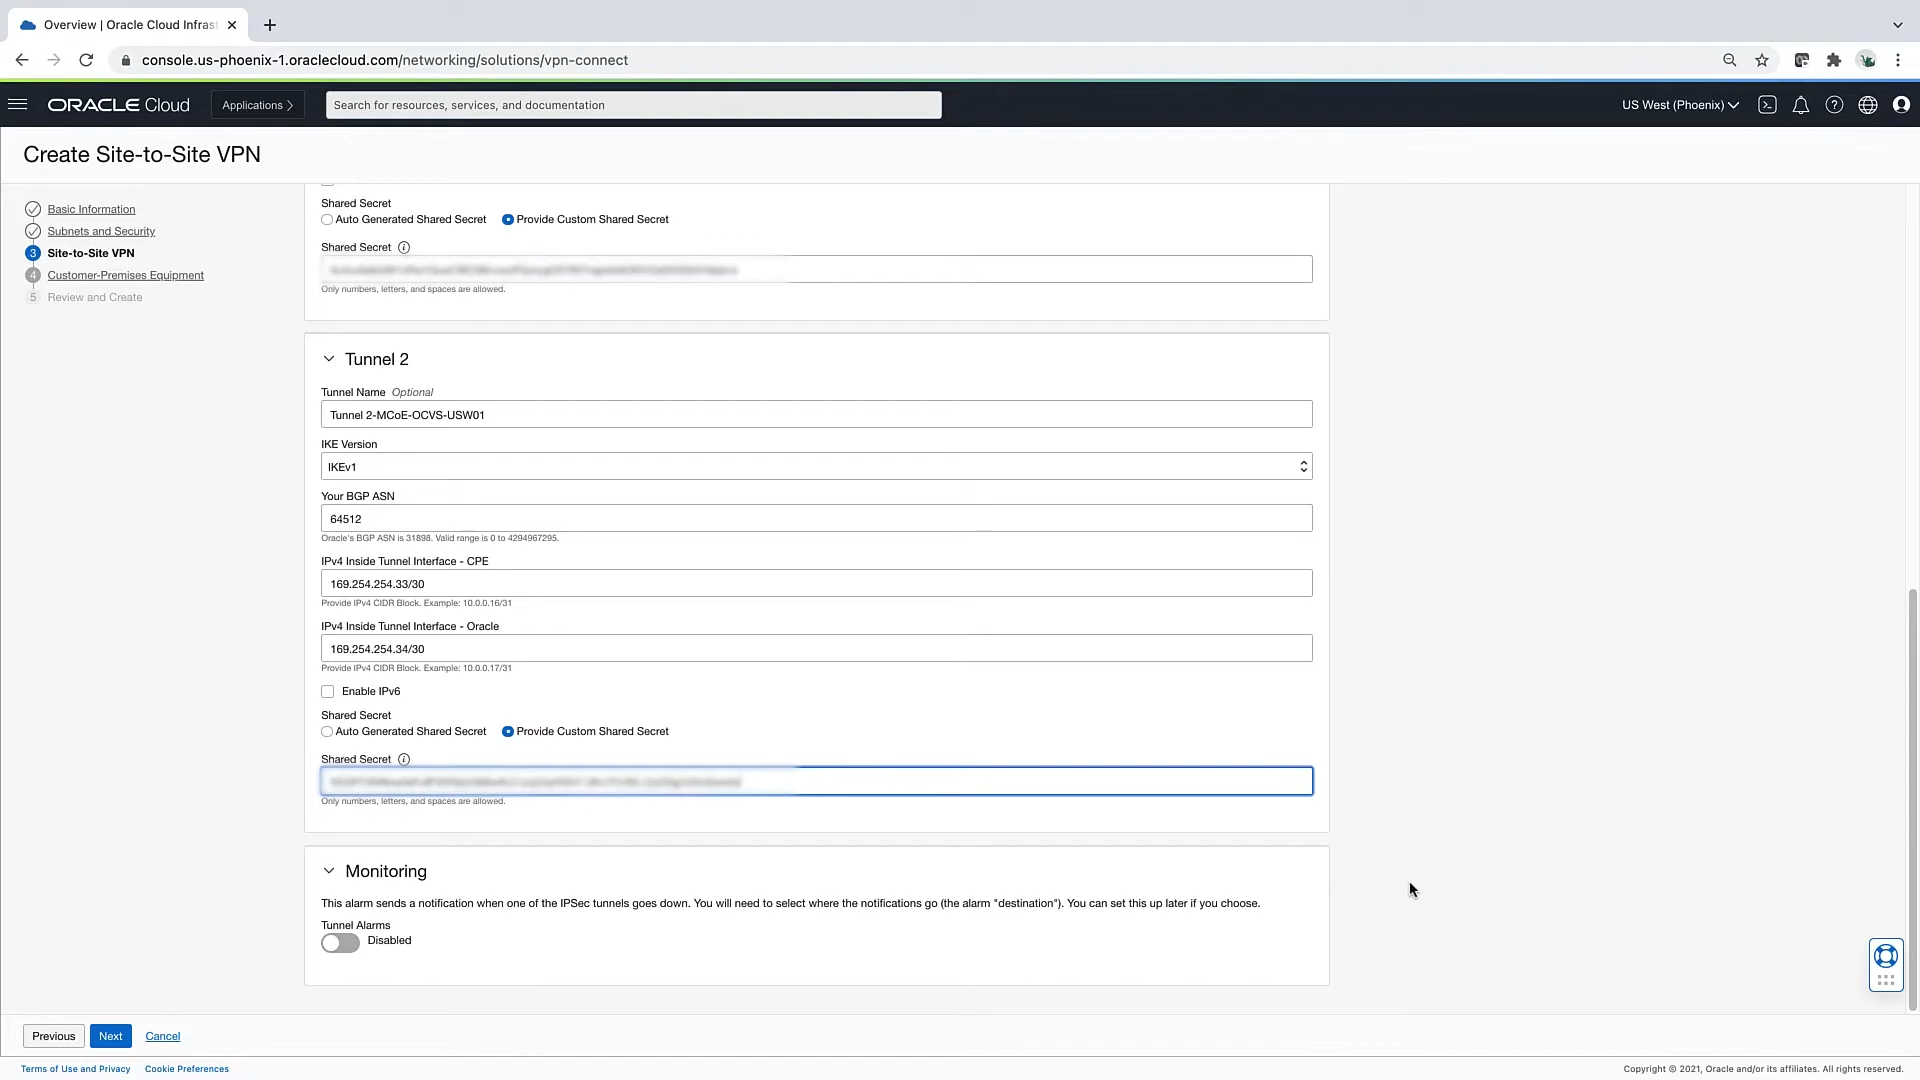 Overview | Oracle Cloud Infras
console.us-phoenix-1.oraclecloud.com/networking/solutions/vpn-connect
ORACLE Cloud
Applications
Search for resources, services, and documentation
US West (Phoenix)
Create Site-to-Site VPN
Basic Information
Subnets and Security
3 Site-to-Site VPN
4 Customer-Premises Equipment
5 Review and Create
Shared Secret
Auto Generated Shared Secret Provide Custom Shared Secret
Shared Secret
Only numbers, letters, and spaces are allowed.
Tunnel 2
Tunnel Name Optional
Tunnel 2-MCoE-OCVS-USW01
IKE Version
IKEv1
Your BGP ASN
64512
Oracle's BGP ASN is 31898. Valid range is 0 to 4294967295.
IPv4 Inside Tunnel Interface - CPE
169.254.254.33/30
Provide IPv4 CIDR Block. Example: 10.0.0.16/31
IPv4 Inside Tunnel Interface - Oracle
169.254.254.34/30
Provide IPv4 CIDR Block. Example: 10.0.0.17/31
Enable IPv6
Shared Secret
Auto Generated Shared Secret Provide Custom Shared Secret
Shared Secret
Only numbers, letters, and spaces are allowed.
Monitoring
This alarm sends a notification when one of the IPSec tunnels goes down. You will need to select where the notifications go (the alarm "destination"). You can set this up later if you choose.
Tunnel Alarms
Disabled
Previous Next Cancel
Terms of Use and Privacy Cookie Preferences
Copyright © 2021, Oracle and/or its affiliates. All rights reserved.